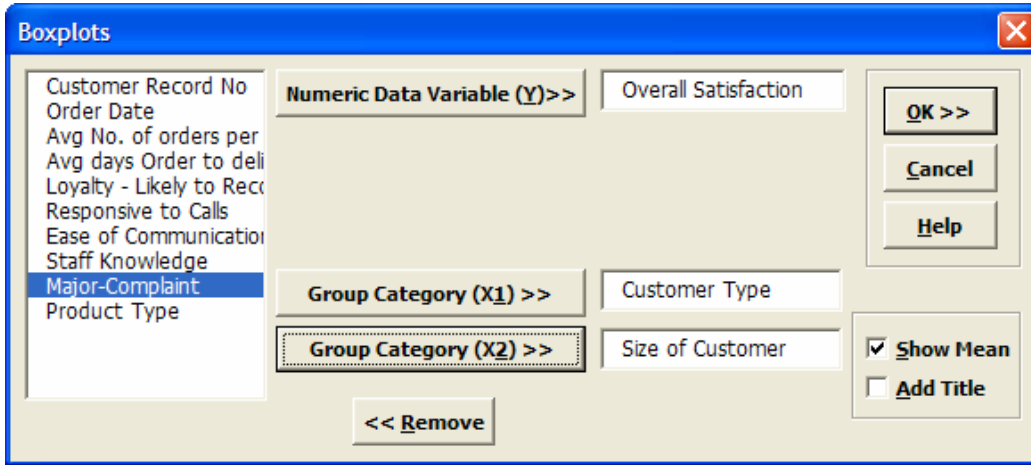 Boxplots
Customer Record No
Order Date
Avg No. of orders per
Avg days Order to deli
Loyalty - Likely to Reco
Responsive to Calls
Ease of Communication
Staff Knowledge
Major-Complaint
Product Type
Numeric Data Variable (Y)>>
Overall Satisfaction
Group Category (X1) >>
Customer Type
Group Category (X2) >>
Size of Customer
<< Remove
OK >>
Cancel
Help
Show Mean
Add Title